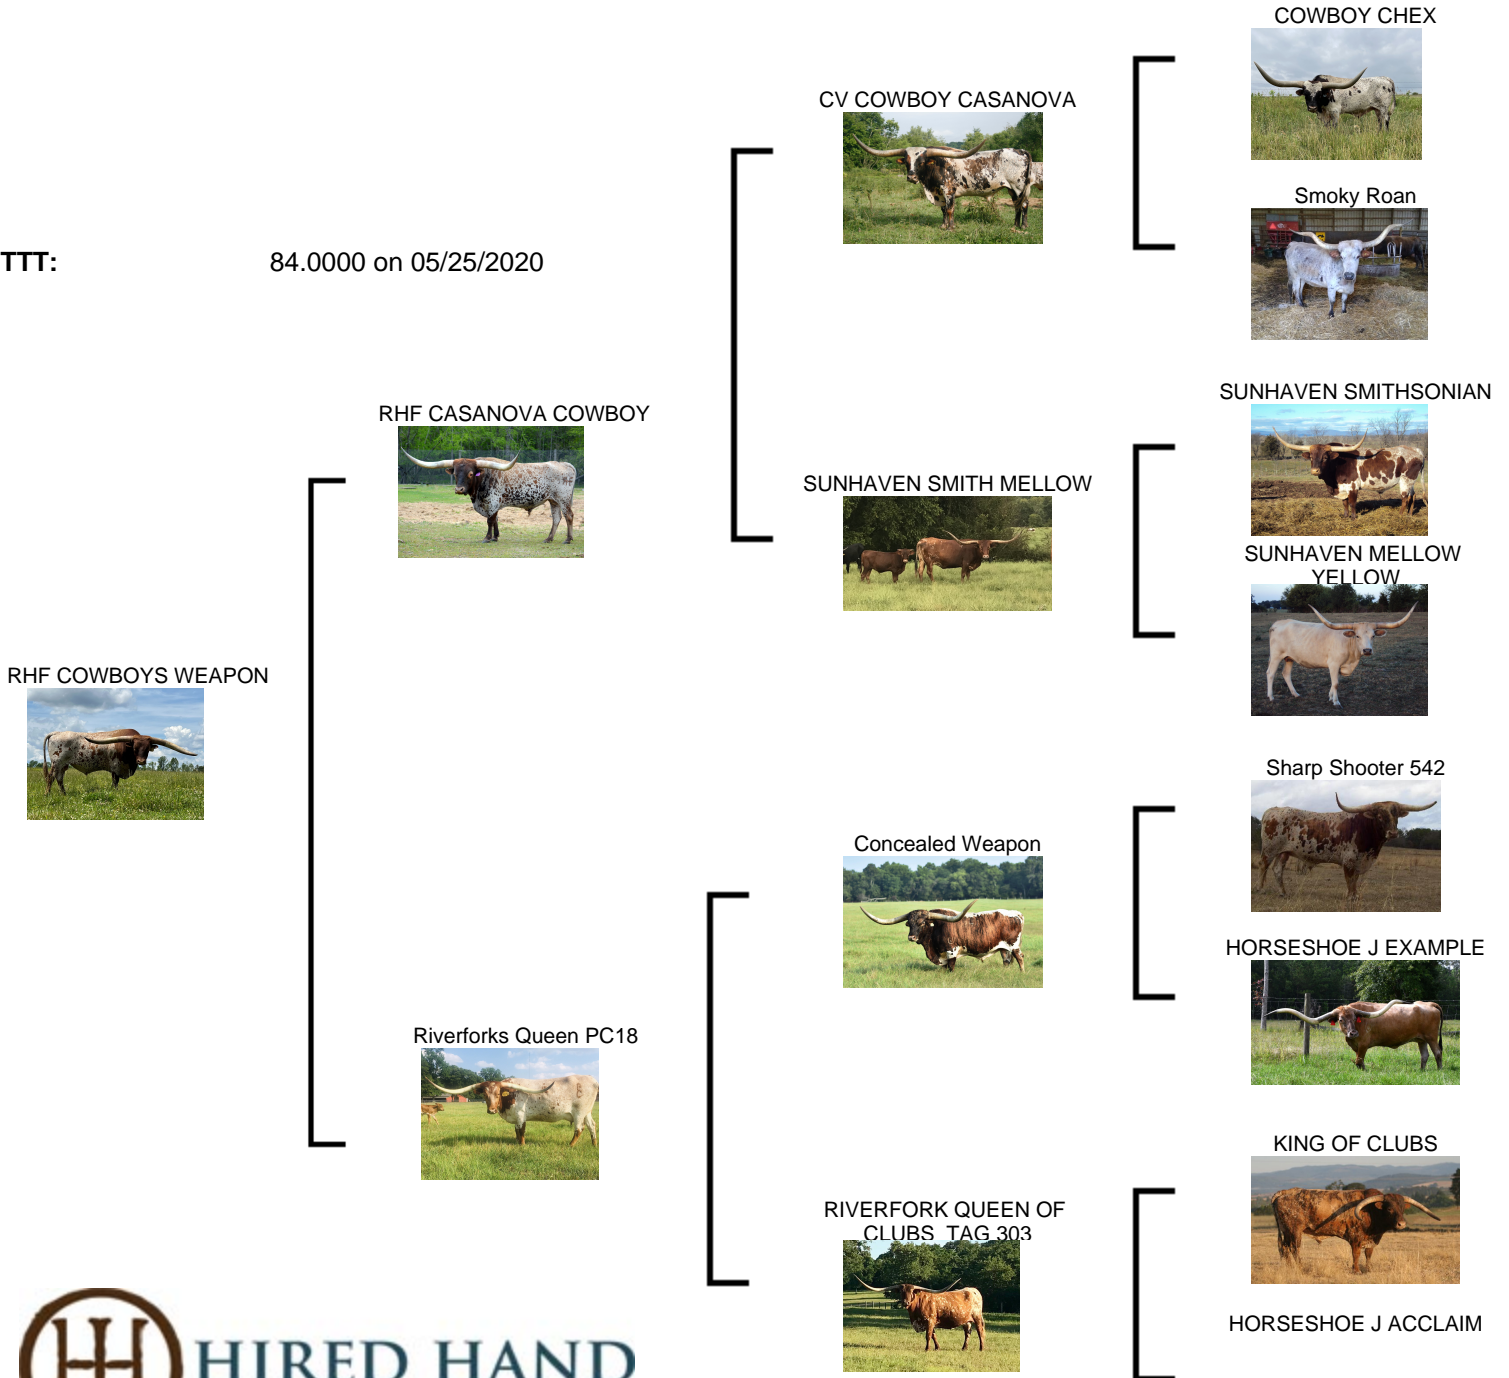 COWBOY CHEX
CV COWBOY CASANOVA
Smoky Roan
TTT: 84.0000 on 05/25/2020
SUNHAVEN SMITHSONIAN
RHF CASANOVA COWBOY
SUNHAVEN SMITH MELLOW
SUNHAVEN MELLOW
YELLOW
RHF COWBOYS WEAPON
Sharp Shooter 542
Concealed Weapon
HORSESHOE J EXAMPLE
Riverforks Queen PC18
KING OF CLUBS
RIVERFORK QUEEN OF
CLUBS TAG 303
HORSESHOE J ACCLAIM
HIRED HAND